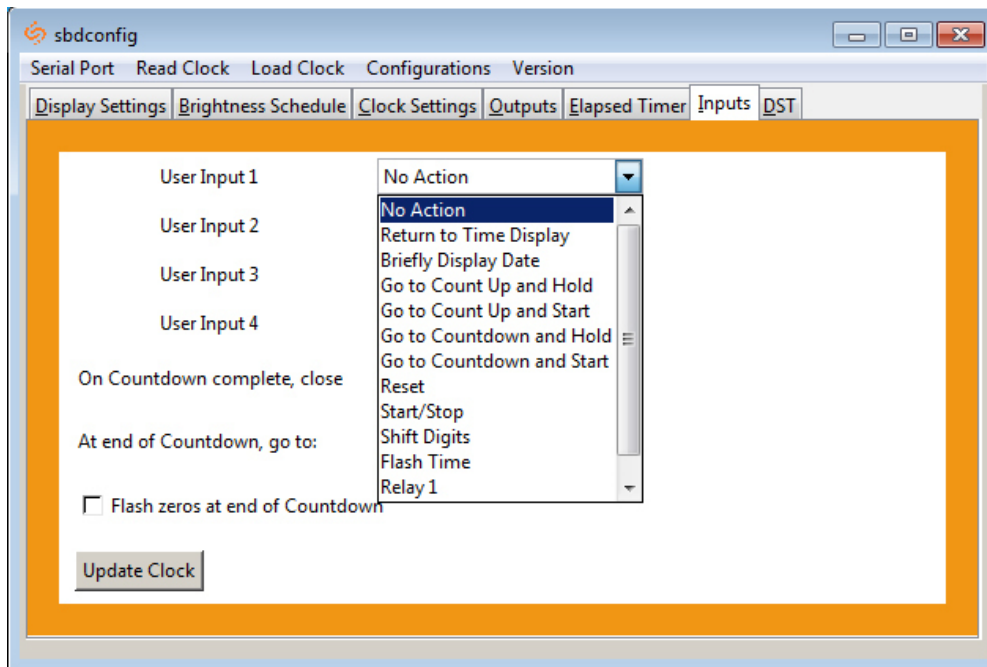 sbdconfig
Serial Port Read Clock Load Clock Configurations Version
Display Settings Brightness Schedule Clock Settings Outputs Elapsed Timer Inputs DST
User Input 1 No Action
No Action
Return to Time Display
User Input 2
Briefly Display Date
User Input 3
Go to Count Up and Hold
Go to Count Up and Start
User Input 4
Go to Countdown and Hold
Go to Countdown and Start
On Countdown complete, close
Reset
Start/Stop
At end of Countdown, go to:
Shift Digits
Flash Time
Relay 1
Flash zeros at end of Countdown
Update Clock